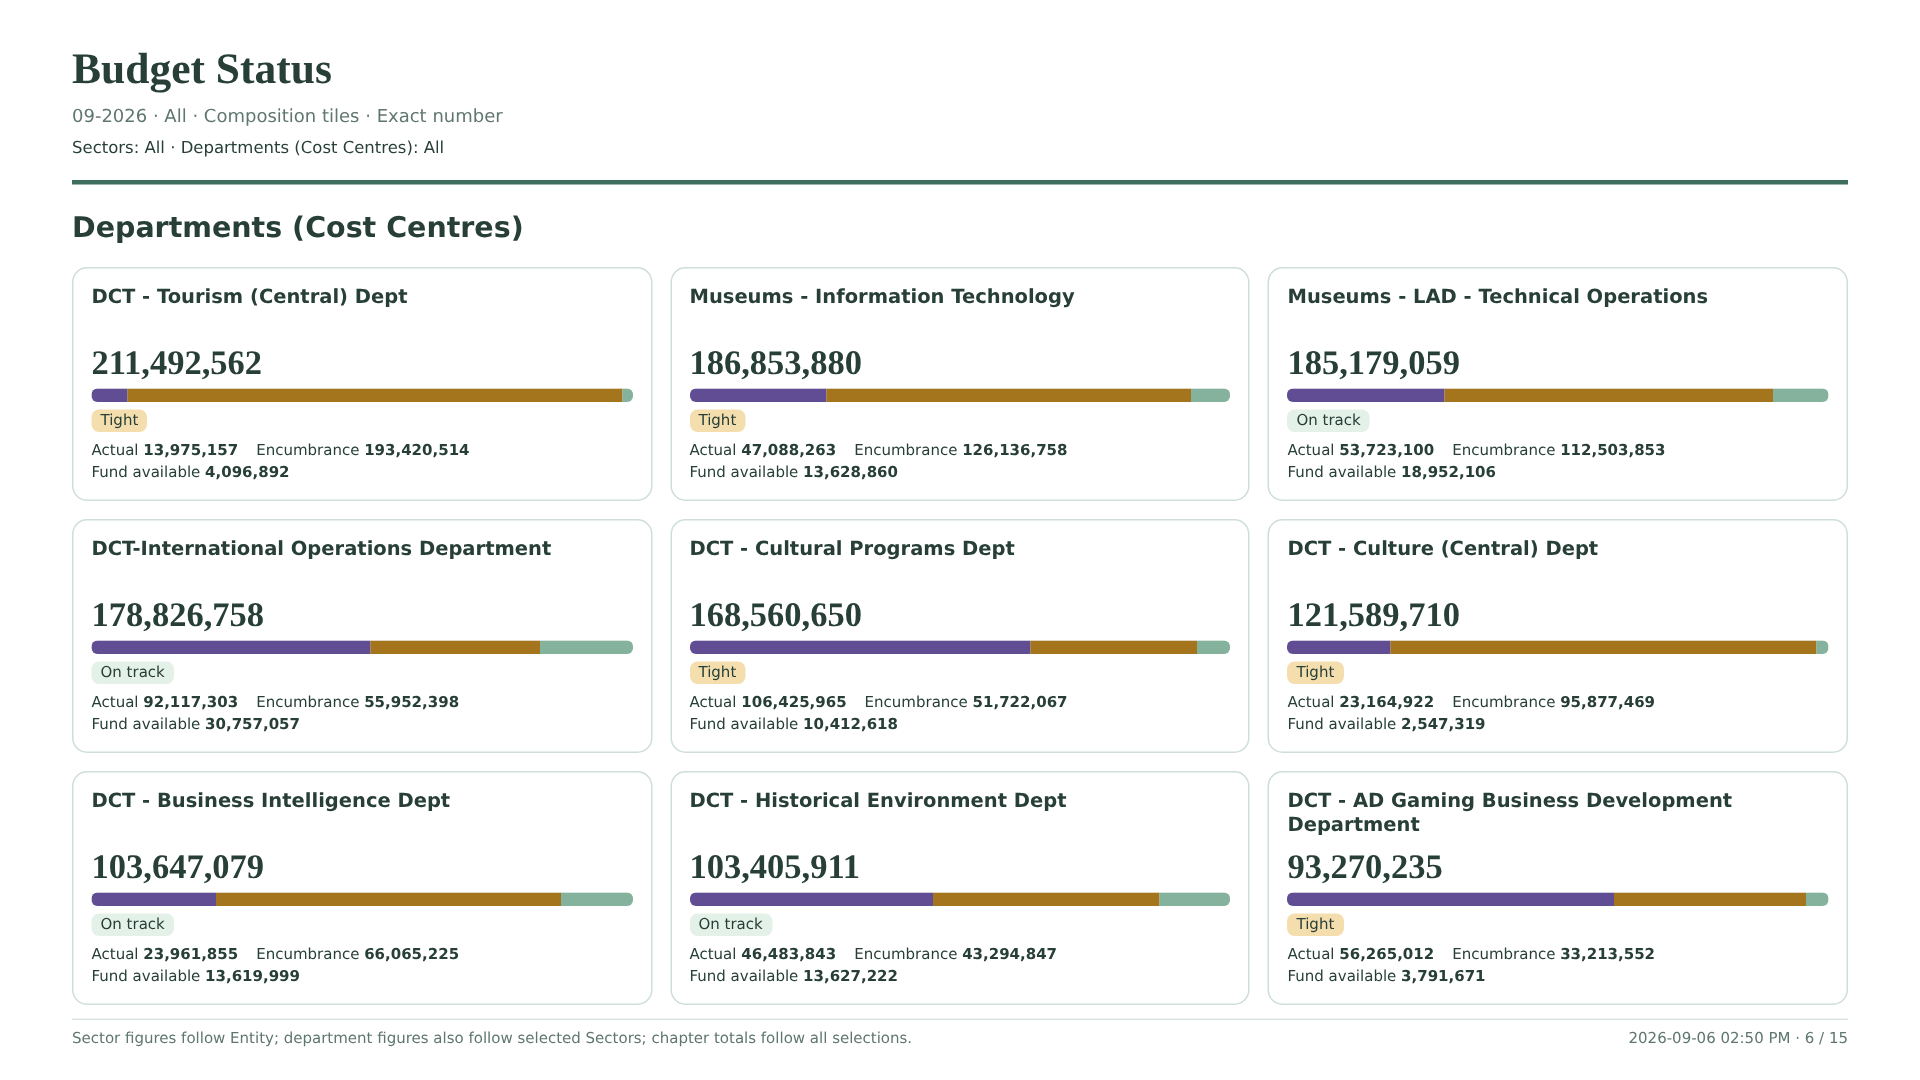 Budget Status
09-2026 · All · Composition tiles · Exact number
Sectors: All · Departments (Cost Centres): All
Departments (Cost Centres)
DCT - Tourism (Central) Dept
211,492,562
Tight
Actual 13,975,157 Encumbrance 193,420,514
Fund available 4,096,892
Museums - Information Technology
186,853,880
Tight
Actual 47,088,263 Encumbrance 126,136,758
Fund available 13,628,860
Museums - LAD - Technical Operations
185,179,059
On track
Actual 53,723,100 Encumbrance 112,503,853
Fund available 18,952,106
DCT-International Operations Department
178,826,758
On track
Actual 92,117,303 Encumbrance 55,952,398
Fund available 30,757,057
DCT - Cultural Programs Dept
168,560,650
Tight
Actual 106,425,965 Encumbrance 51,722,067
Fund available 10,412,618
DCT - Culture (Central) Dept
121,589,710
Tight
Actual 23,164,922 Encumbrance 95,877,469
Fund available 2,547,319
DCT - Business Intelligence Dept
103,647,079
On track
Actual 23,961,855 Encumbrance 66,065,225
Fund available 13,619,999
DCT - Historical Environment Dept
103,405,911
On track
Actual 46,483,843 Encumbrance 43,294,847
Fund available 13,627,222
DCT - AD Gaming Business Development
Department
93,270,235
Tight
Actual 56,265,012 Encumbrance 33,213,552
Fund available 3,791,671
Sector figures follow Entity; department figures also follow selected Sectors; chapter totals follow all selections.
2026-09-06 02:50 PM · 6 / 15